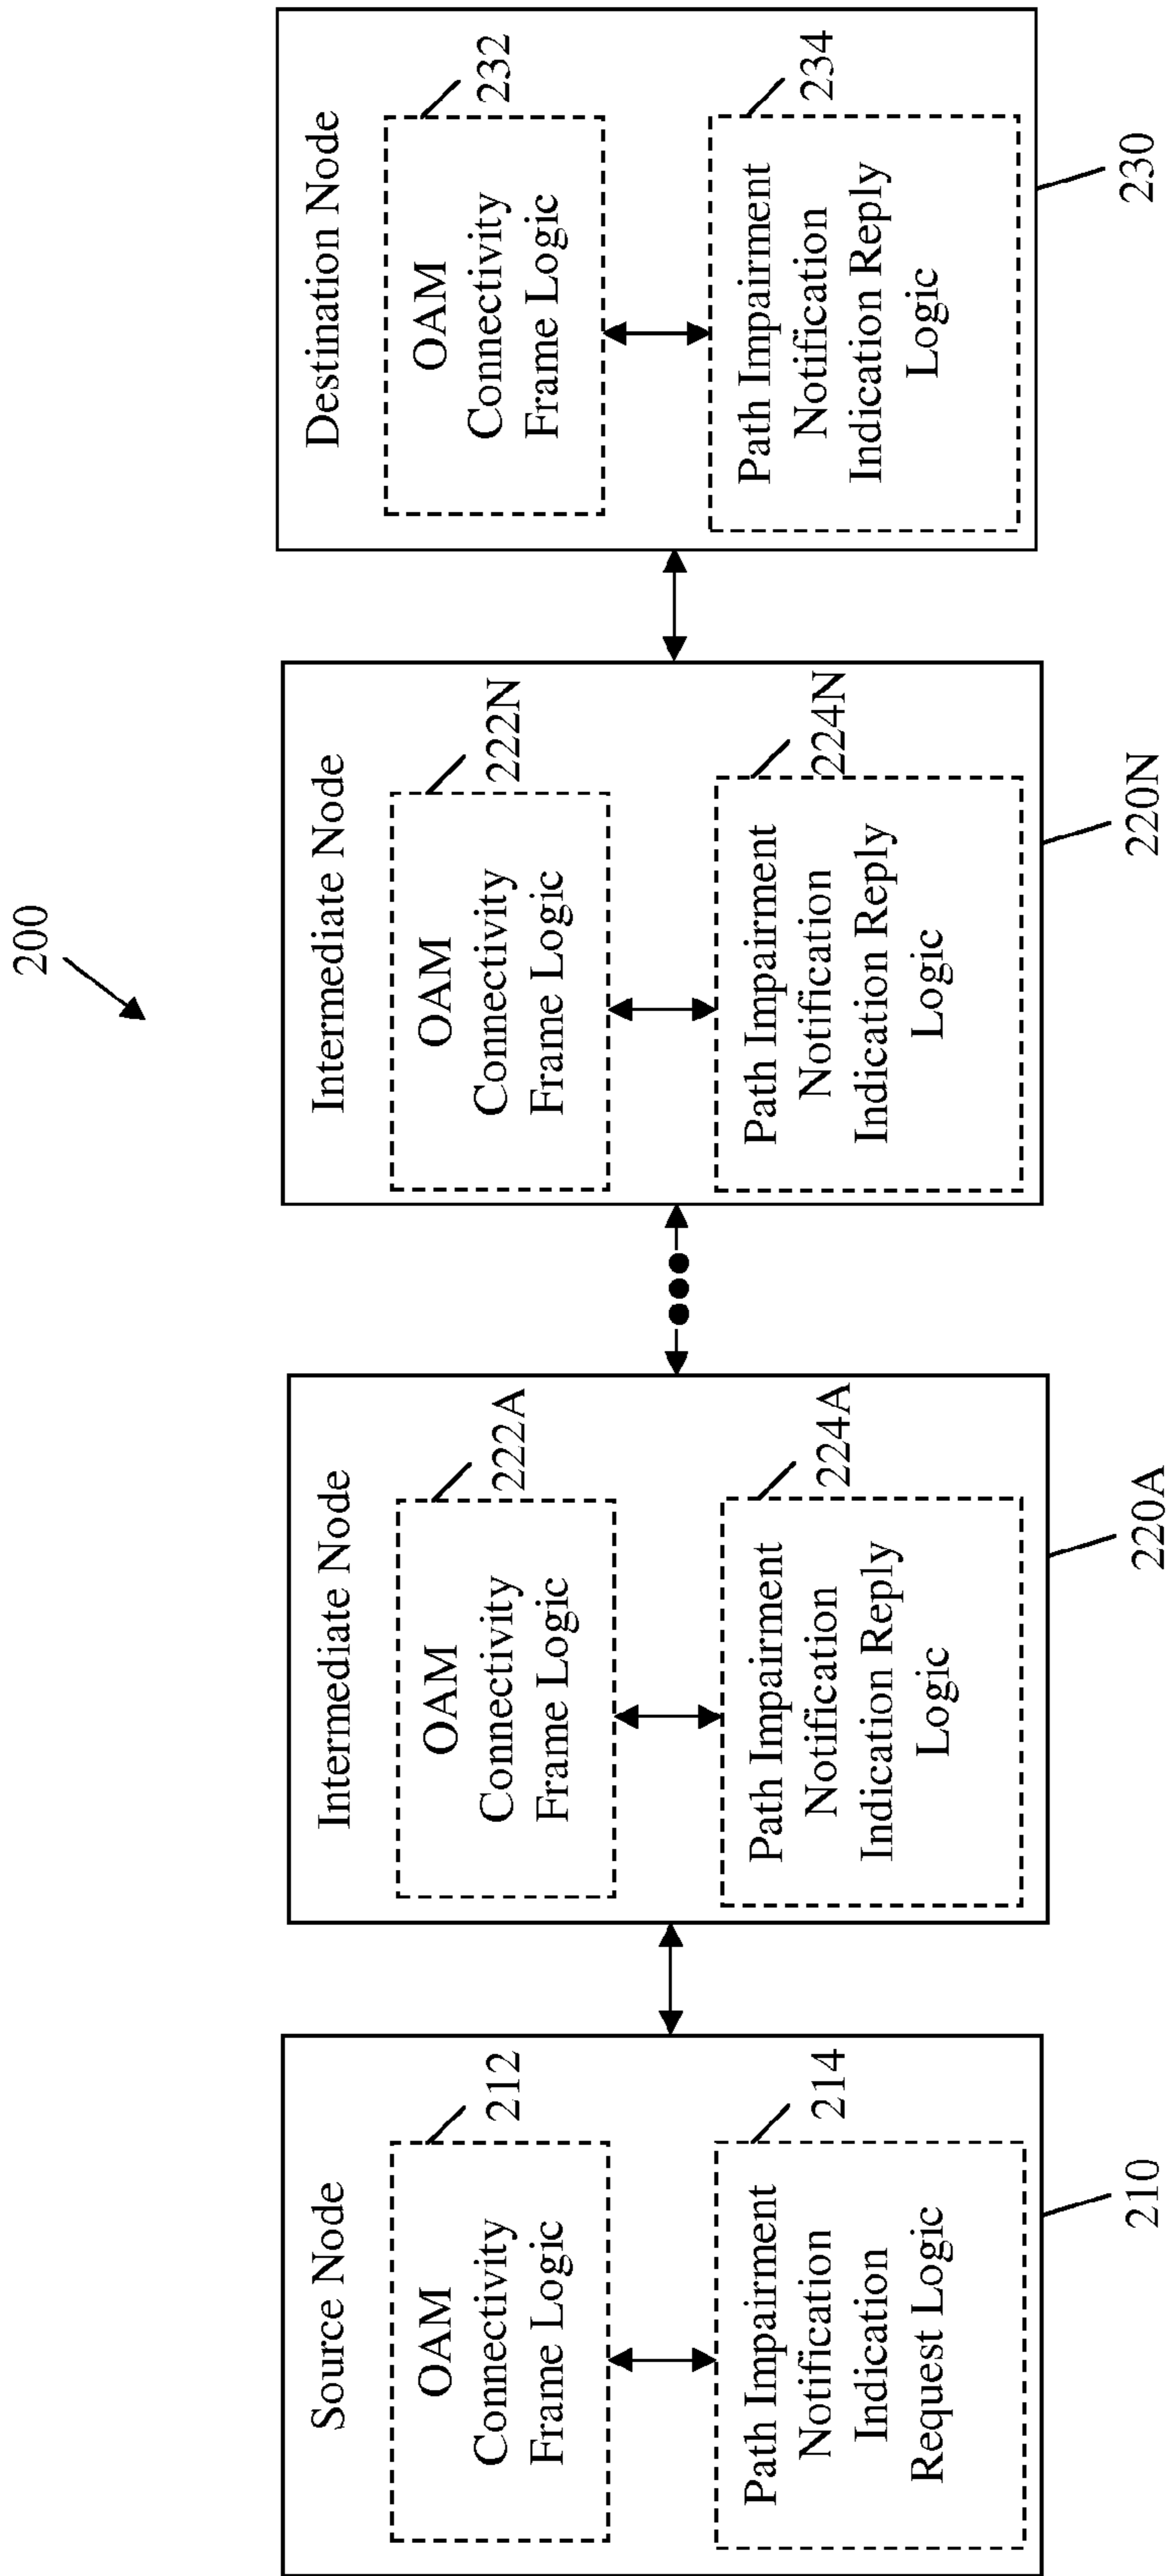 200
Source Node
OAM
Connectivity
Frame Logic
212
Path Impairment
Notification
Indication
Request Logic
214
210
Intermediate Node
OAM
Connectivity
Frame Logic
222A
Path Impairment
Notification
Indication Reply
Logic
224A
220A
Intermediate Node
OAM
Connectivity
Frame Logic
222N
Path Impairment
Notification
Indication Reply
Logic
224N
220N
Destination Node
OAM
Connectivity
Frame Logic
232
Path Impairment
Notification
Indication Reply
Logic
234
230